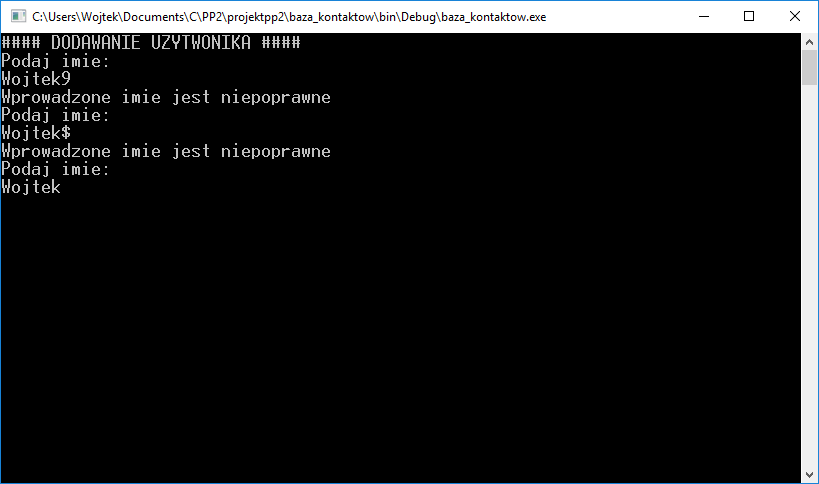 C:\Users\Wojtek\Documents\C\PP2\projektpp2\baza_kontaktow\bin\Debug\baza_kontaktow.exe
#### DODAWANIE UZYTWONIKA ####
Podaj imie:
Wojtek9
Wprowadzone imie jest niepoprawne
Podaj imie:
Wojtek$
Wprowadzone imie jest niepoprawne
Podaj imie:
Wojtek